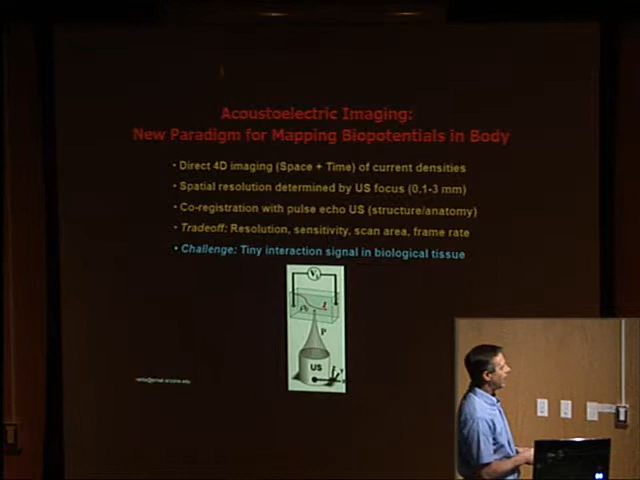 Acoustoelectric Imaging:
New Paradigm for Mapping Biopotentials in Body
• Direct 4D imaging (Space + Time) of current densities
• Spatial resolution determined by US focus (0.1-3 mm)
• Co-registration with pulse echo US (structure/anatomy)
• Tradeoff: Resolution, sensitivity, scan area, frame rate
• Challenge: Tiny interaction signal in biological tissue
US